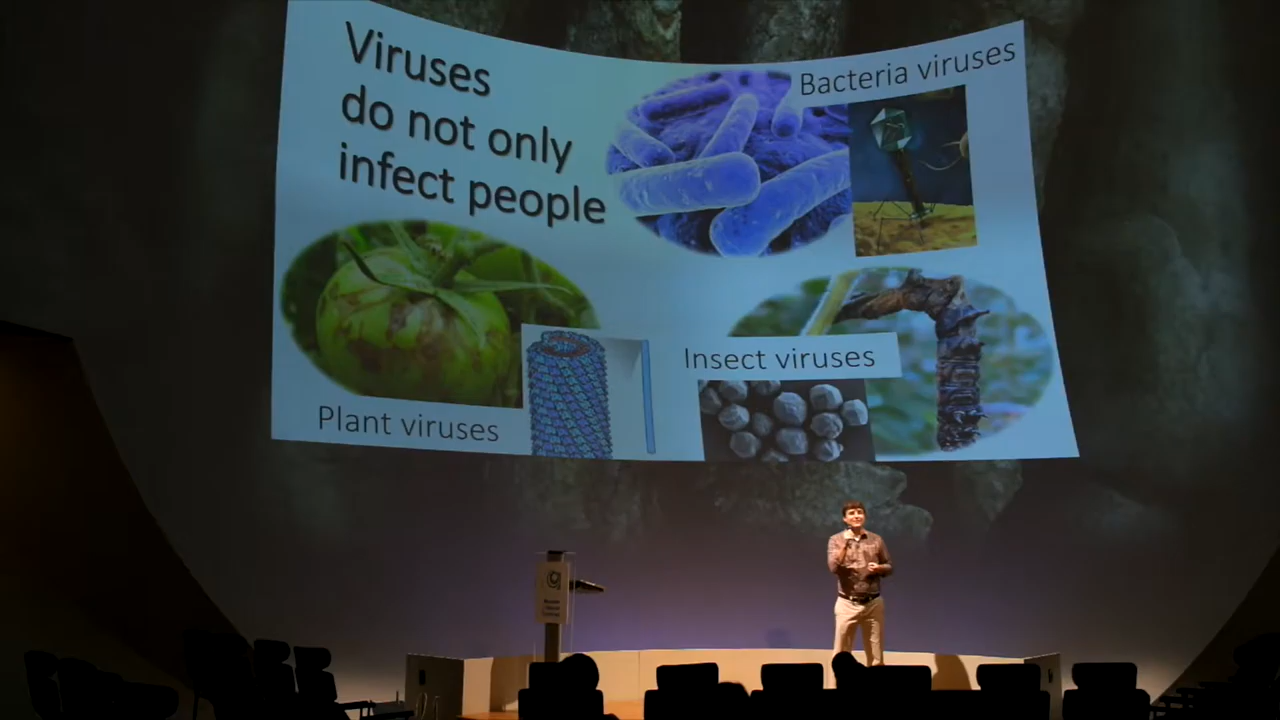 Viruses
do not only
infect people
Bacteria viruses
Insect viruses
Plant viruses